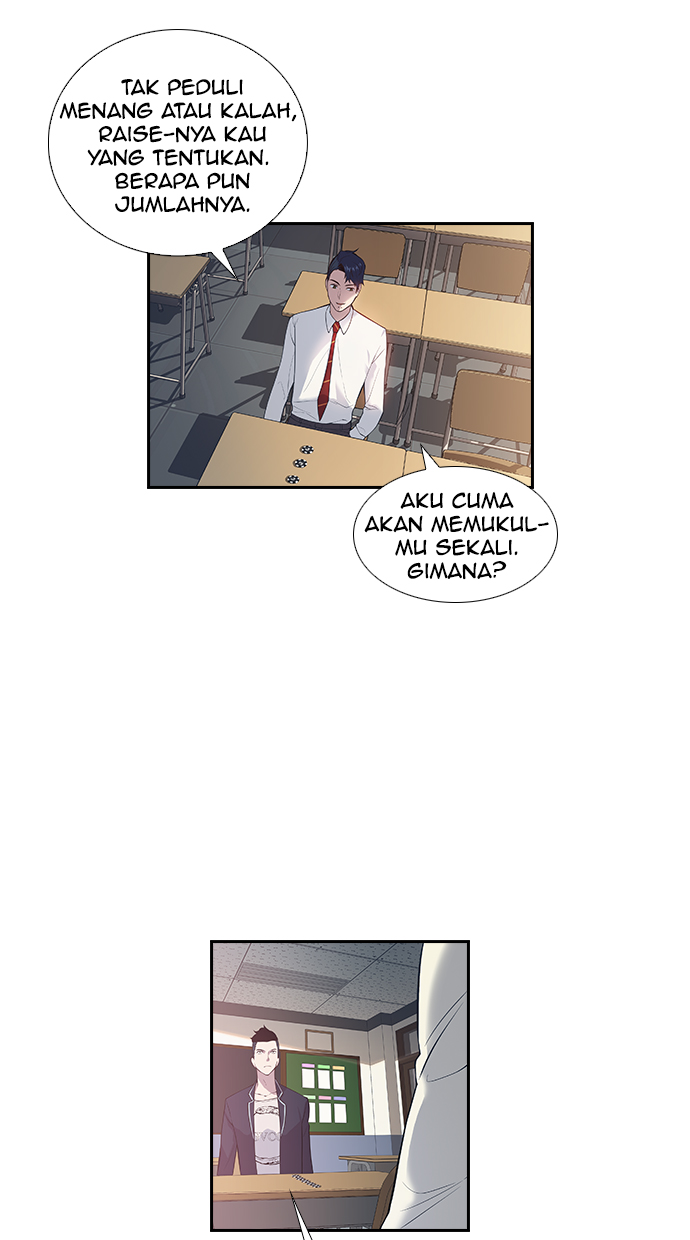 TAK PEDULI
MENANG ATAU KALAH,
RAISE-NYA KAU
YANG TENTUKAN.
BERAPA PUN
JUMLAHNYA.
AKU CUMA
AKAN MEMUKUL-
MU SEKALI.
GIMANA?